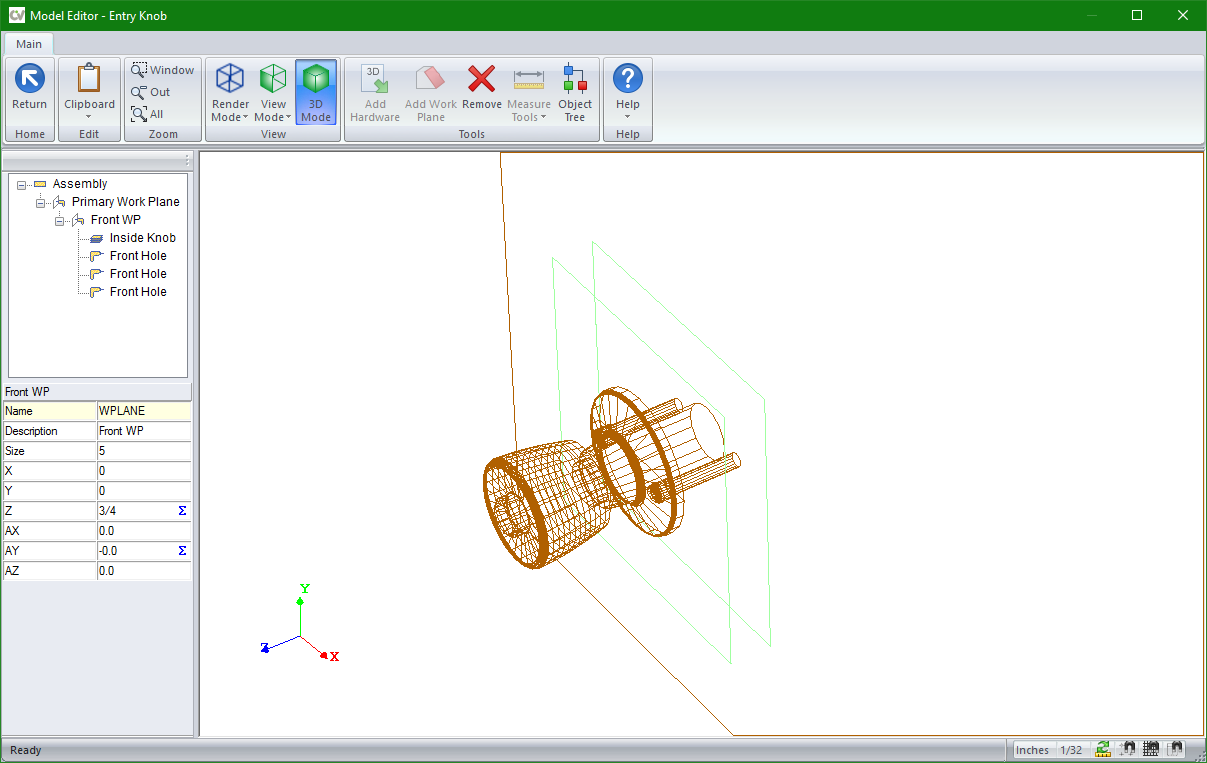 CV Model Editor - Entry Knob
Main
Return
Home
Clipboard
Edit
Window
Out
All
Zoom
Render Mode
View Mode
3D Mode
View
3D
Add Hardware
Add Work Plane
Remove
Measure Tools
Object Tree
Tools
?
Help
Help
Assembly
Primary Work Plane
Front WP
Inside Knob
Front Hole
Front Hole
Front Hole
Front WP
Name WPLANE
Description Front WP
Size 5
X 0
Y 0
Z 3/4 Σ
AX 0.0
AY -0.0 Σ
AZ 0.0
Y
Z
X
Ready
Inches 1/32